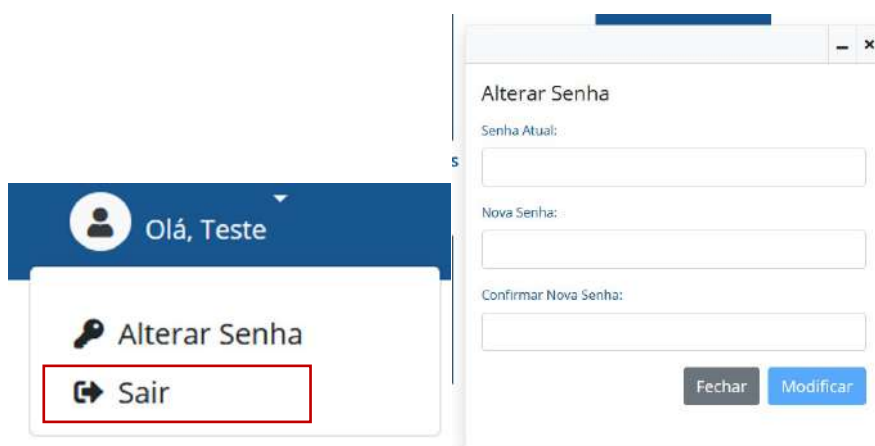 Olá, Teste
Alterar Senha
Sair
s
Alterar Senha
Senha Atual:
Nova Senha:
Confirmar Nova Senha:
Fechar
Modificar